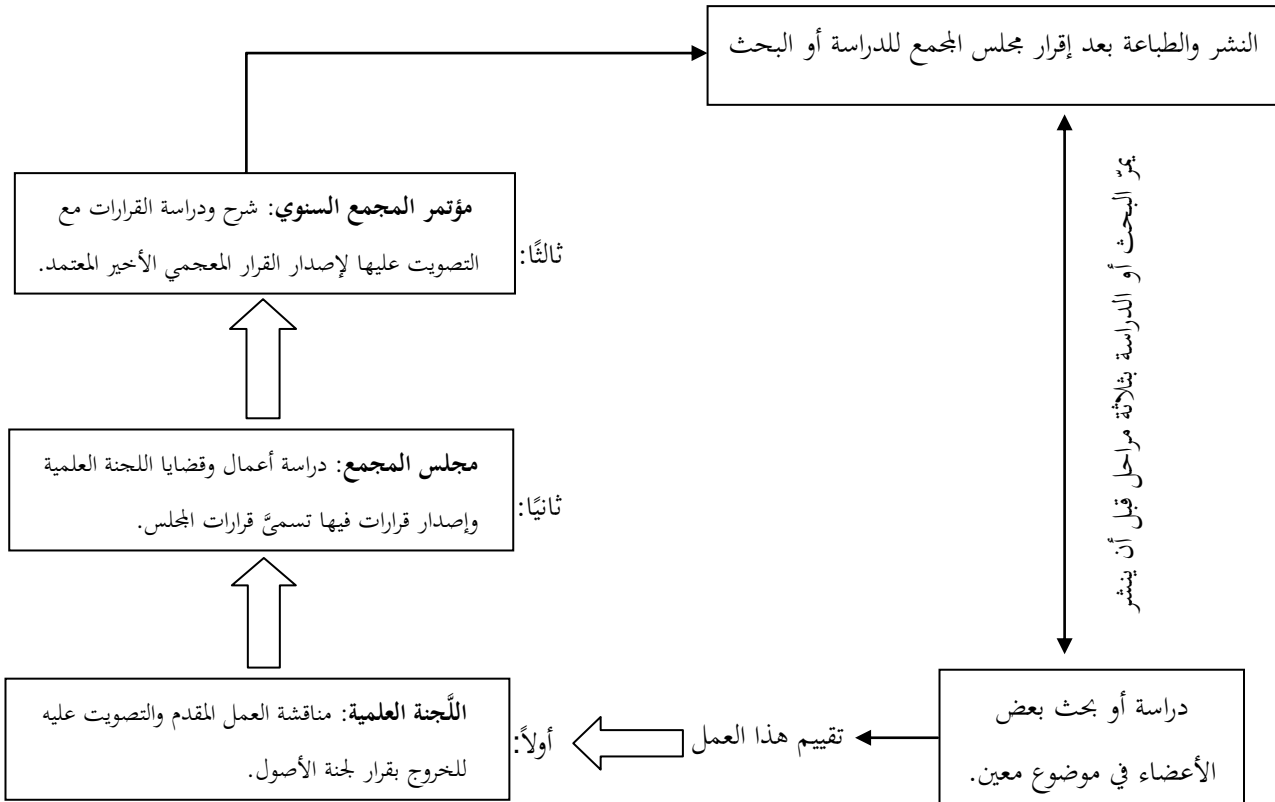 النشر والطباعة بعد إقرار مجلس المجمع للدراسة أو البحث
يمرّ البحث أو الدراسة بثلاثة مراحل قبل أن ينشر
مؤتمر المجمع السنوي: شرح ودراسة القرارات مع
التصويت عليها لإصدار القرار المعجمي الأخير المعتمد.
ثالثًا:
مجلس المجمع: دراسة أعمال وقضايا اللجنة العلمية
وإصدار قرارات فيها تسمىَّ قرارات المجلس.
ثانيًا:
دراسة أو بحث بعض
الأعضاء في موضوع معين.
تقييم هذا العمل
أولاً:
اللَّجنة العلمية: مناقشة العمل المقدم والتصويت عليه
للخروج بقرار لجنة الأصول.